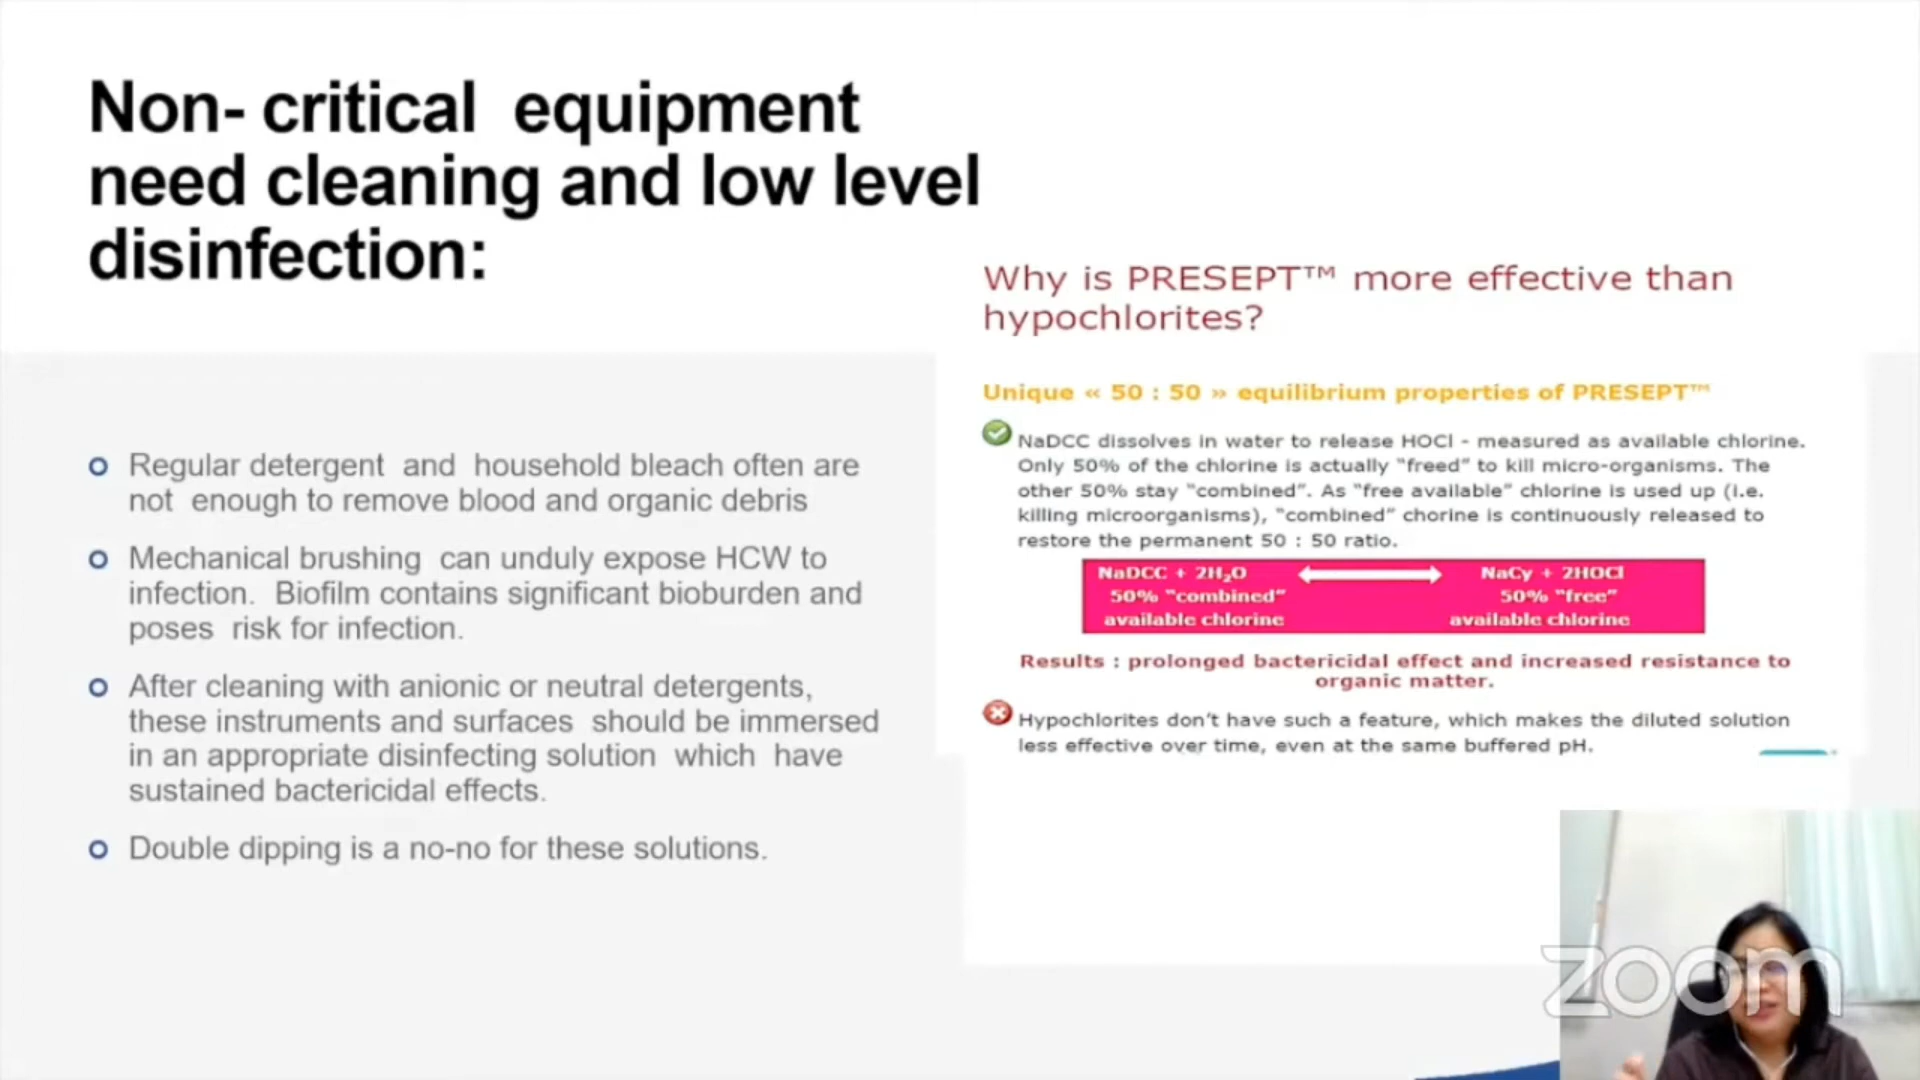 Non- critical equipment
need cleaning and low level
disinfection:
Regular detergent and household bleach often are
not enough to remove blood and organic debris
Mechanical brushing can unduly expose HCW to
infection. Biofilm contains significant bioburden and
poses risk for infection.
After cleaning with anionic or neutral detergents,
these instruments and surfaces should be immersed
in an appropriate disinfecting solution which have
sustained bactericidal effects.
Double dipping is a no-no for these solutions.
Why is PRESEPT™ more effective than
hypochlorites?
Unique « 50 : 50 » equilibrium properties of PRESEPT™
NaDCC dissolves in water to release HOCl - measured as available chlorine.
Only 50% of the chlorine is actually "freed" to kill micro-organisms. The
other 50% stay "combined". As "free available" chlorine is used up (i.e.
killing microorganisms), "combined" chorine is continuously released to
restore the permanent 50 : 50 ratio.
NaDCC + 2H₂O NaCy + 2HOCl
50% "combined" 50% "free"
available chlorine available chlorine
Results : prolonged bactericidal effect and increased resistance to
organic matter.
Hypochlorites don't have such a feature, which makes the diluted solution
less effective over time, even at the same buffered pH.
zoom